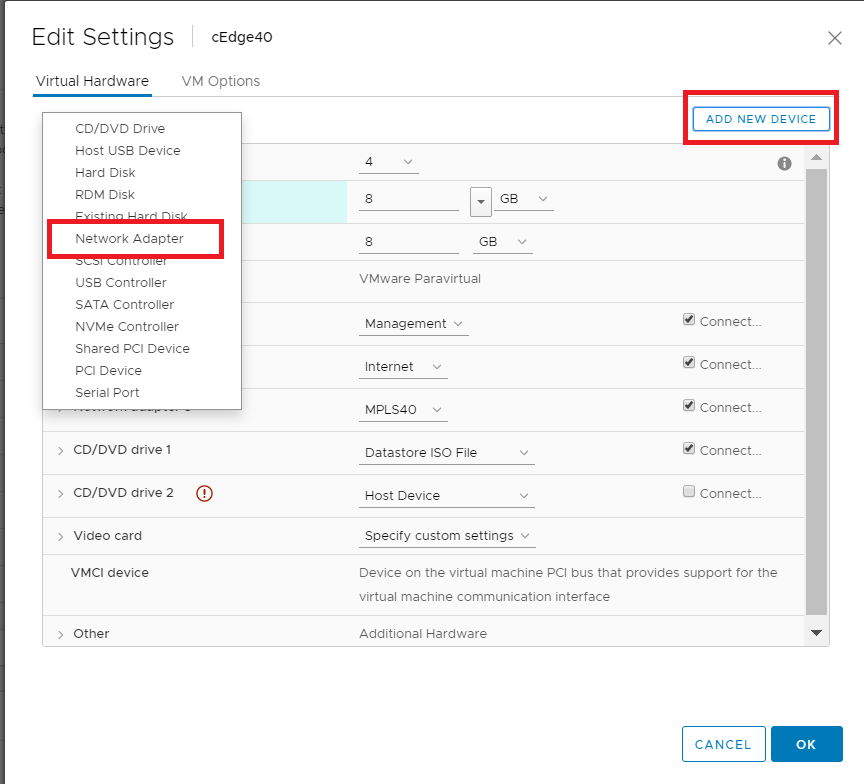 Edit Settings
cEdge40
Virtual Hardware
VM Options
ADD NEW DEVICE
CD/DVD Drive
Host USB Device
Hard Disk
RDM Disk
Existing Hard Disk
Network Adapter
SCSI Controller
USB Controller
SATA Controller
NVMe Controller
Shared PCI Device
PCI Device
Serial Port
4
8 GB
8 GB
VMware Paravirtual
Management Connect...
Internet Connect...
MPLS40 Connect...
CD/DVD drive 1 Datastore ISO File Connect...
CD/DVD drive 2 Host Device Connect...
Video card Specify custom settings
VMCI device Device on the virtual machine PCI bus that provides support for the
virtual machine communication interface
Other Additional Hardware
CANCEL
OK